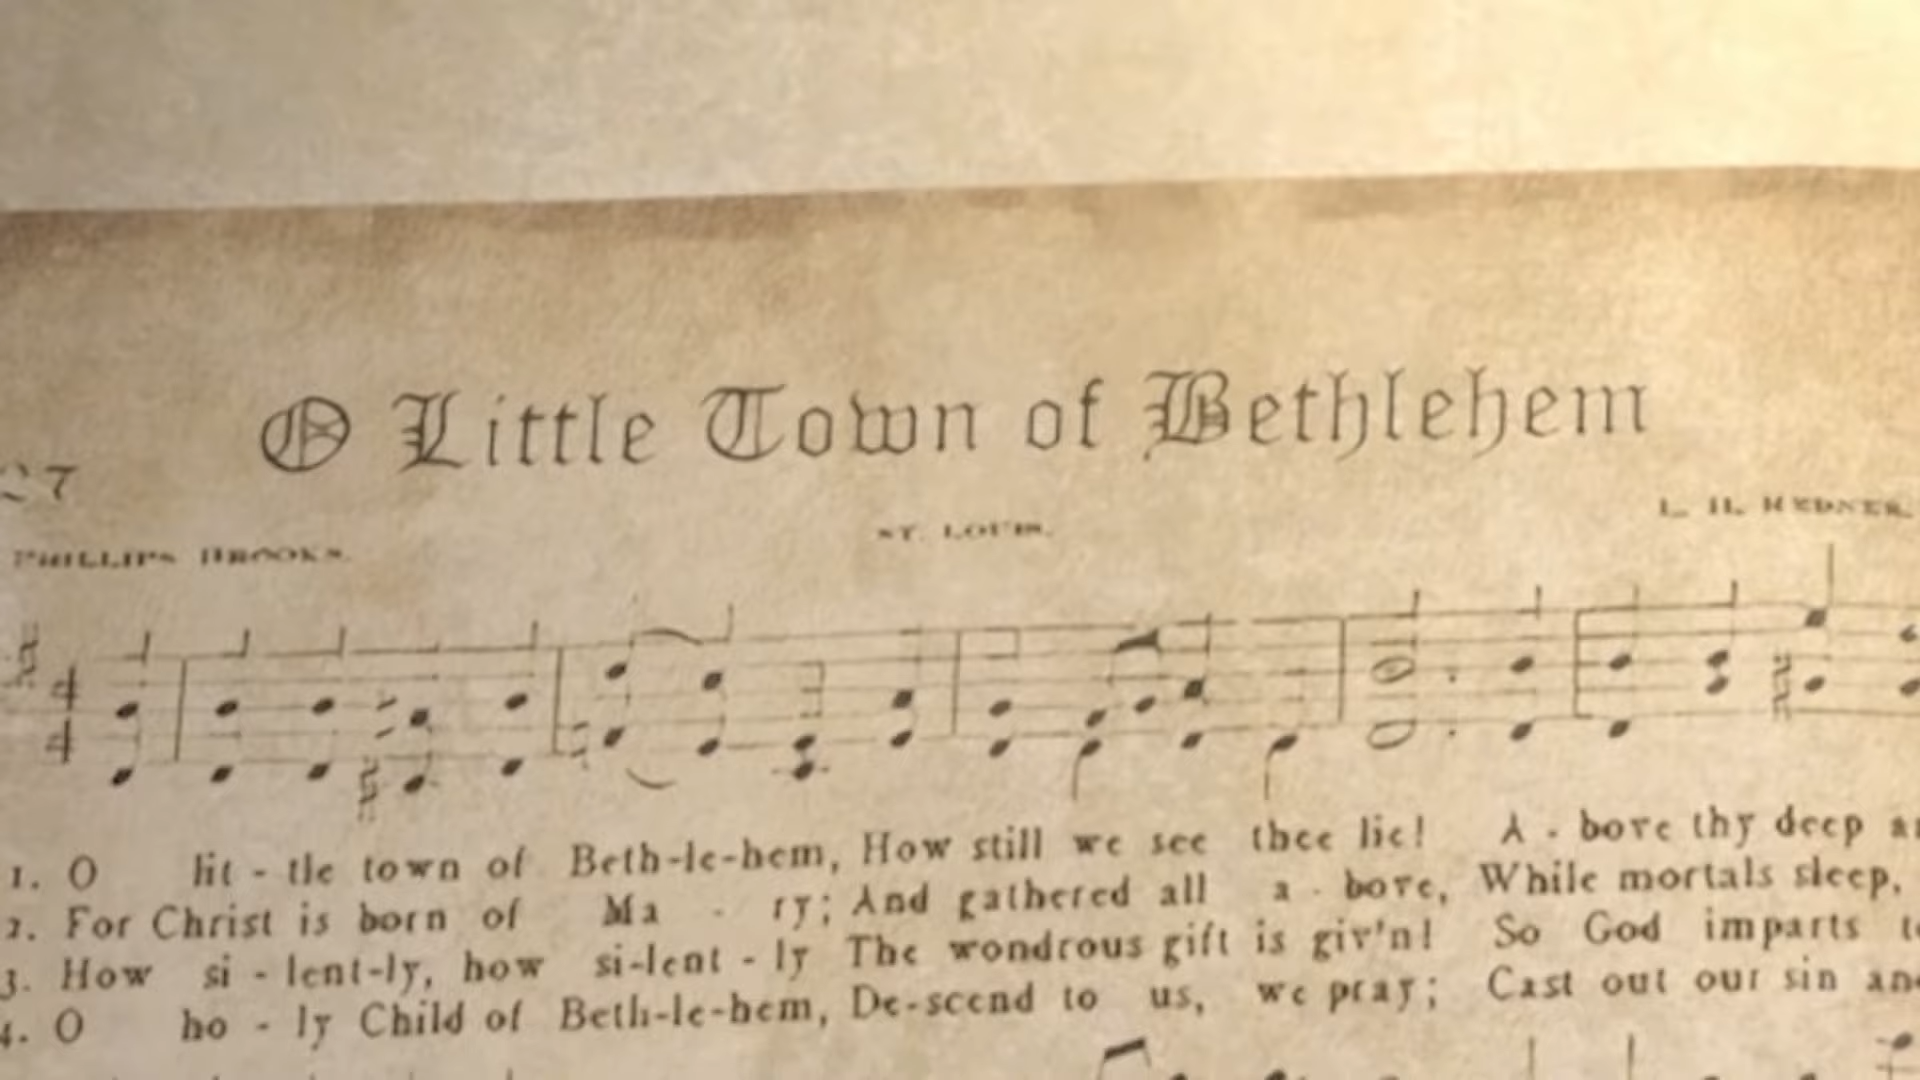 O Little Town of Bethlehem
PHILLIPS BROOKS.
ST. LOUIS.
L. H. REDNER.
4
4
1. O lit - tle town of Beth-le-hem, How still we see thee lie! A - bove thy deep
2. For Christ is born of Ma - ry; And gathered all a - bove, While mortals sleep,
3. How si - lent-ly, how si-lent - ly The wondrous gift is giv'n! So God imparts
4. O ho - ly Child of Beth-le-hem, De-scend to us, we pray; Cast out our sin